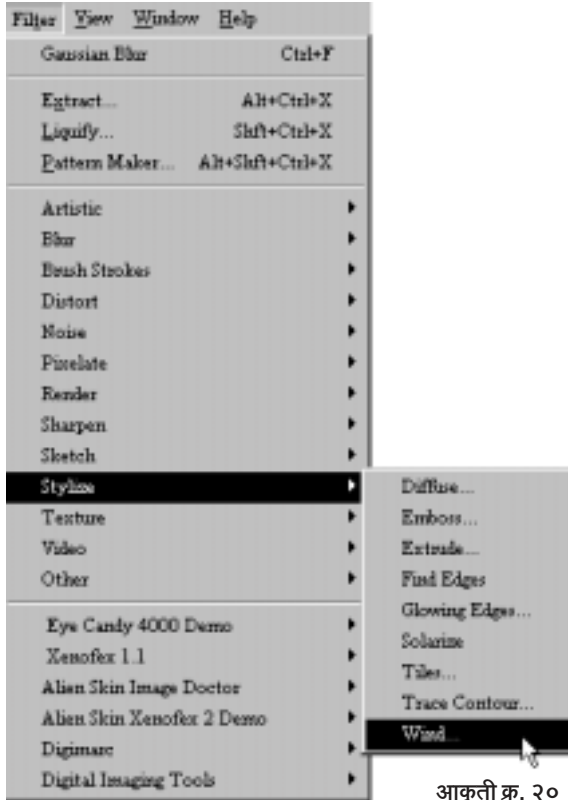 Filter View Window Help
Gaussian Blur Ctrl+F
Extract... Alt+Ctrl+X
Liquify... Shft+Ctrl+X
Pattern Maker... Alt+Shft+Ctrl+X
Artistic
Blur
Brush Strokes
Distort
Noise
Pixelate
Render
Sharpen
Sketch
Stylize
Texture
Video
Other
Eye Candy 4000 Demo
Xenofex 1.1
Alien Skin Image Doctor
Alien Skin Xenofex 2 Demo
Digimarc
Digital Imaging Tools
Diffuse...
Emboss...
Extrude...
Find Edges
Glowing Edges...
Solarize
Tiles...
Trace Contour...
Wind...
आकती क्र. २०